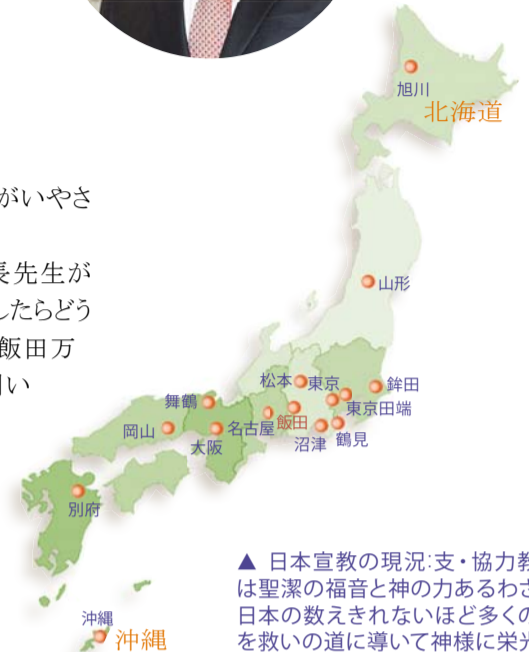 旭川
北海道
がいやさ
長先生が
したらどう
飯田万
山形
松本
東京
鉾田
東京田端
舞鶴
岡山
大阪
名古屋
飯田
沼津
鶴見
別府
沖縄
沖縄
▲ 日本宣教の現況:支・協力教
は聖潔の福音と神の力あるわざ
日本の数えきれないほど多くの
を救いの道に導いて神様に栄光